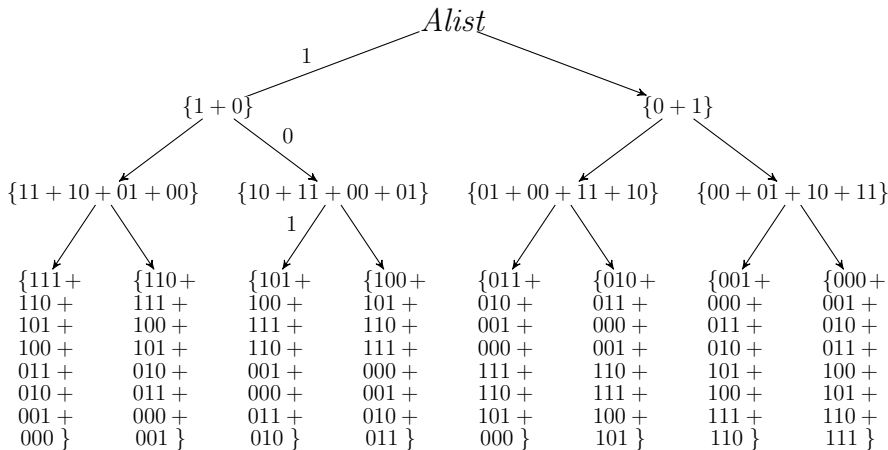 Alist
1
{1 + 0} {0 + 1}
0
{11 + 10 + 01 + 00} {10 + 11 + 00 + 01} {01 + 00 + 11 + 10} {00 + 01 + 10 + 11}
1
{111 + {110 + {101 + {100 + {011 + {010 + {001 + {000 +
110 + 111 + 100 + 101 + 010 + 011 + 000 + 001 +
101 + 100 + 111 + 110 + 001 + 000 + 011 + 010 +
100 + 101 + 110 + 111 + 000 + 001 + 010 + 011 +
011 + 010 + 001 + 000 + 111 + 110 + 101 + 100 +
010 + 011 + 000 + 001 + 110 + 111 + 100 + 101 +
001 + 000 + 011 + 010 + 101 + 100 + 111 + 110 +
000 } 001 } 010 } 011 } 000 } 101 } 110 } 111 }